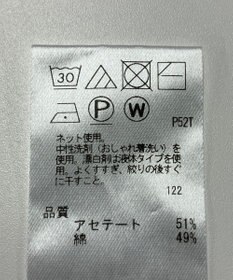 30
P W P52T
ネット使用。
中性洗剤(おしゃれ着洗い)を
使用。漂白剤は液体タイプを使
用。よくすすぎ、絞りの後すぐ
に干すこと。
122
品質
アセテート 51%
綿 49%